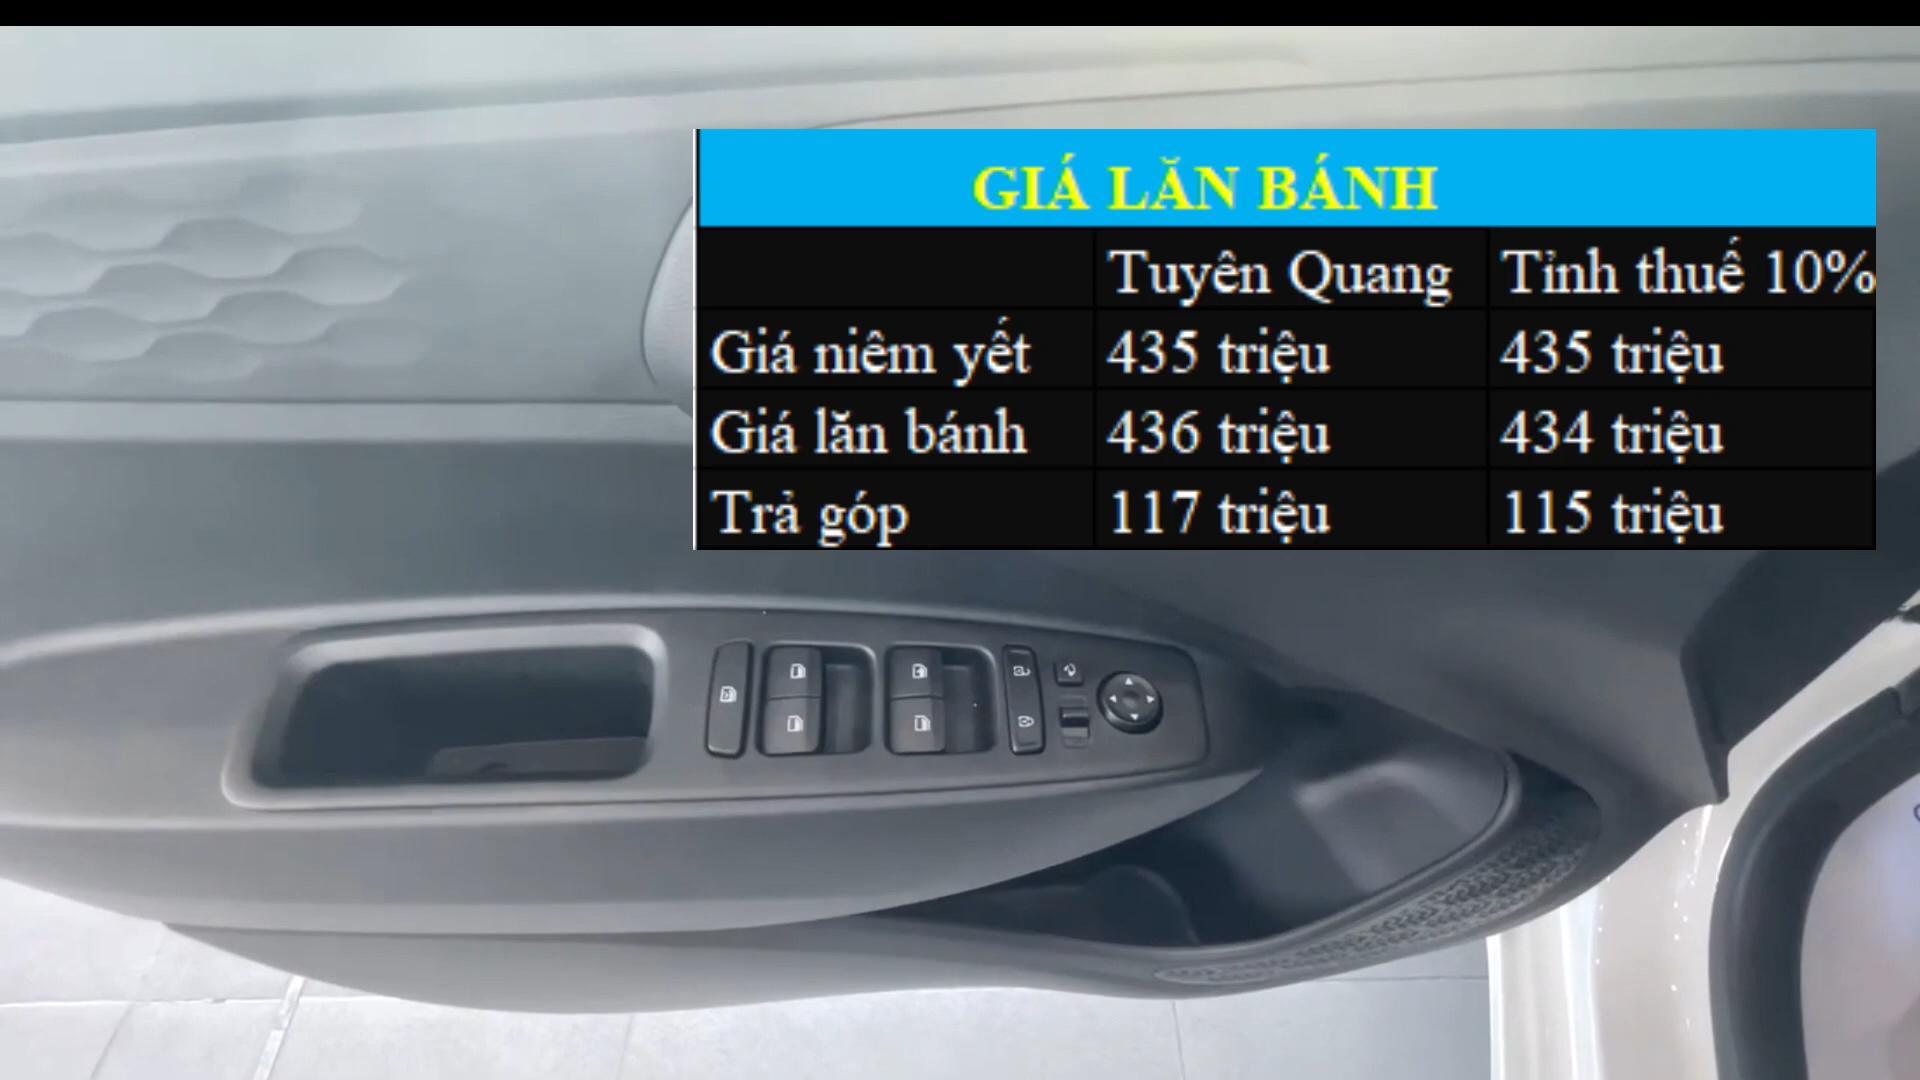 GIÁ LĂN BÁNH
Tuyên Quang Tỉnh thuế 10%
Giá niêm yết 435 triệu 435 triệu
Giá lăn bánh 436 triệu 434 triệu
Trả góp 117 triệu 115 triệu